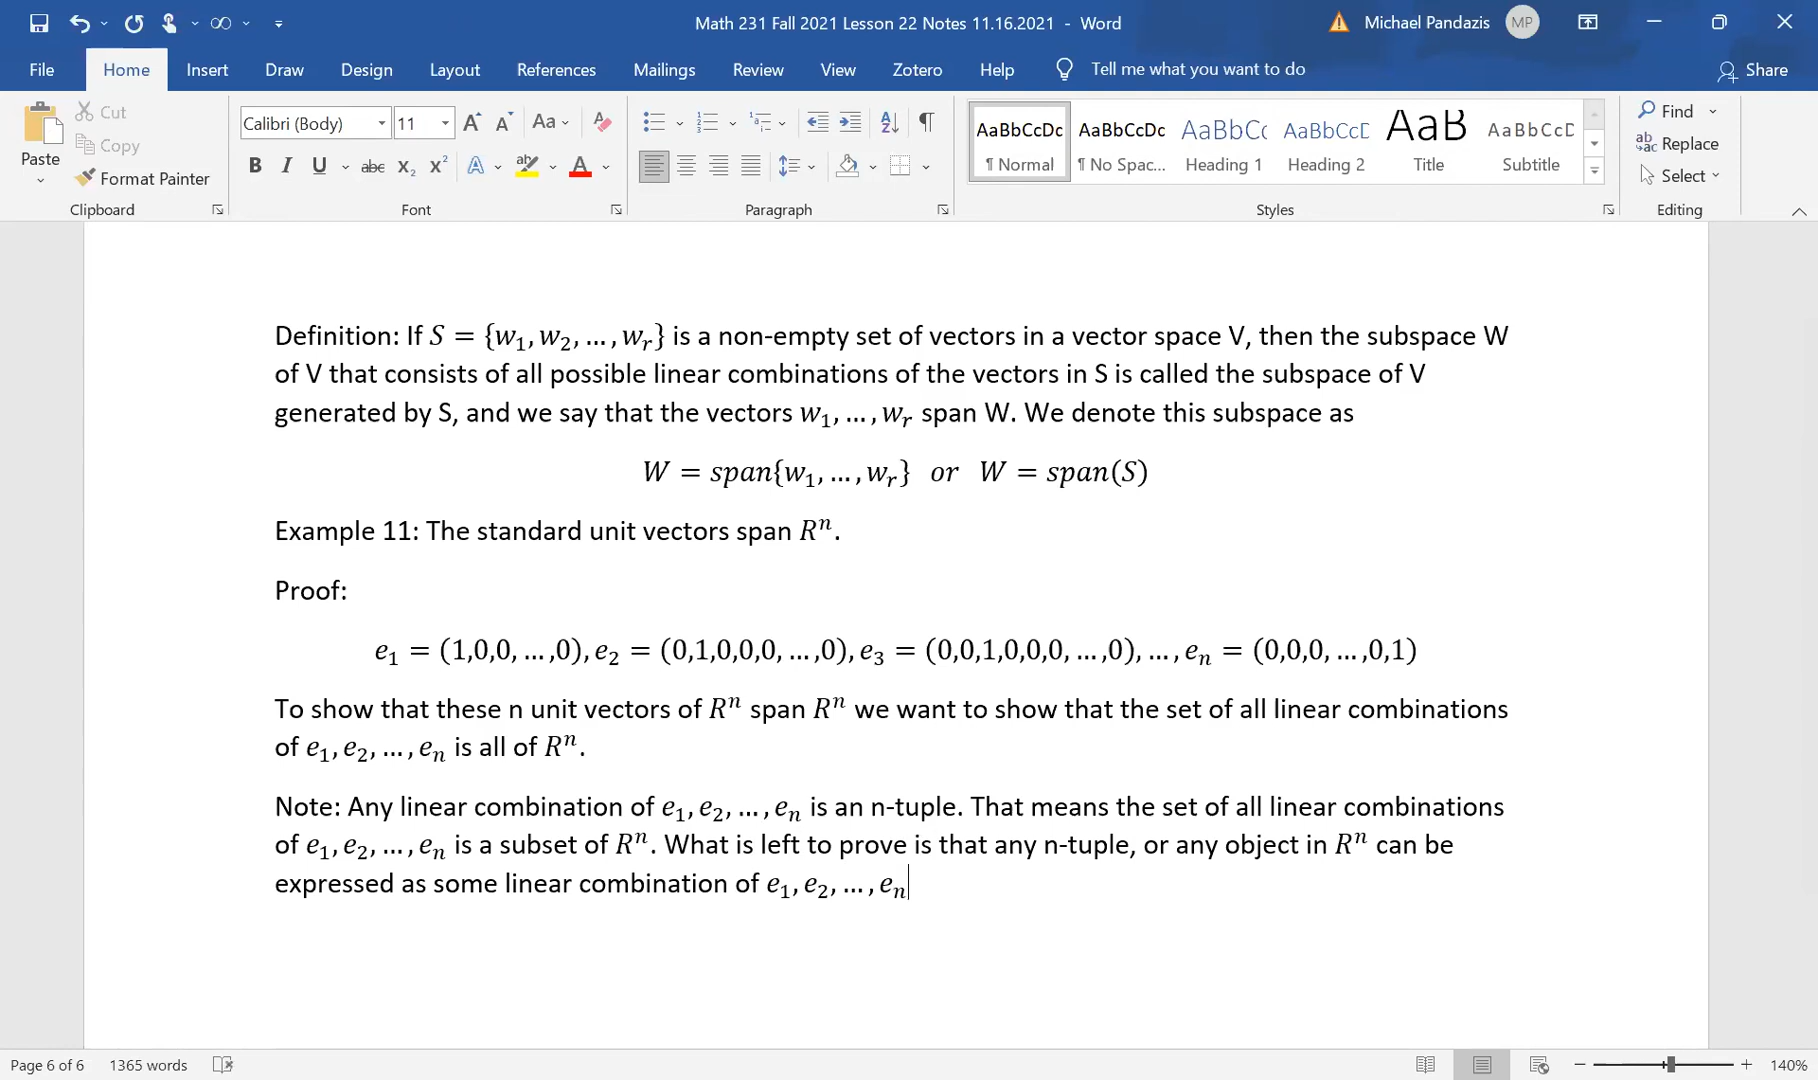 Math 231 Fall 2021 Lesson 22 Notes 11.16.2021 - Word
Michael Pandazis MP
File Home Insert Draw Design Layout References Mailings Review View Zotero Help Tell me what you want to do Share
Paste
Cut
Copy
Format Painter
Clipboard
Calibri (Body) 11
Font
Paragraph
AaBbCcDc AaBbCcDc AaBbCc AaBbCcD AaB AaBbCcD
¶ Normal ¶ No Spac... Heading 1 Heading 2 Title Subtitle
Styles
Find
Replace
Select
Editing
Definition: If S = {w₁, w₂, … , wᵣ} is a non-empty set of vectors in a vector space V, then the subspace W
of V that consists of all possible linear combinations of the vectors in S is called the subspace of V
generated by S, and we say that the vectors w₁, … , wᵣ span W. We denote this subspace as
W = span{w₁, … , wᵣ} or W = span(S)
Example 11: The standard unit vectors span Rⁿ.
Proof:
e₁ = (1,0,0, … ,0), e₂ = (0,1,0,0,0, … ,0), e₃ = (0,0,1,0,0,0, … ,0), … , eₙ = (0,0,0, … ,0,1)
To show that these n unit vectors of Rⁿ span Rⁿ we want to show that the set of all linear combinations
of e₁, e₂, … , eₙ is all of Rⁿ.
Note: Any linear combination of e₁, e₂, … , eₙ is an n-tuple. That means the set of all linear combinations
of e₁, e₂, … , eₙ is a subset of Rⁿ. What is left to prove is that any n-tuple, or any object in Rⁿ can be
expressed as some linear combination of e₁, e₂, … , eₙ
Page 6 of 6 1365 words 140%